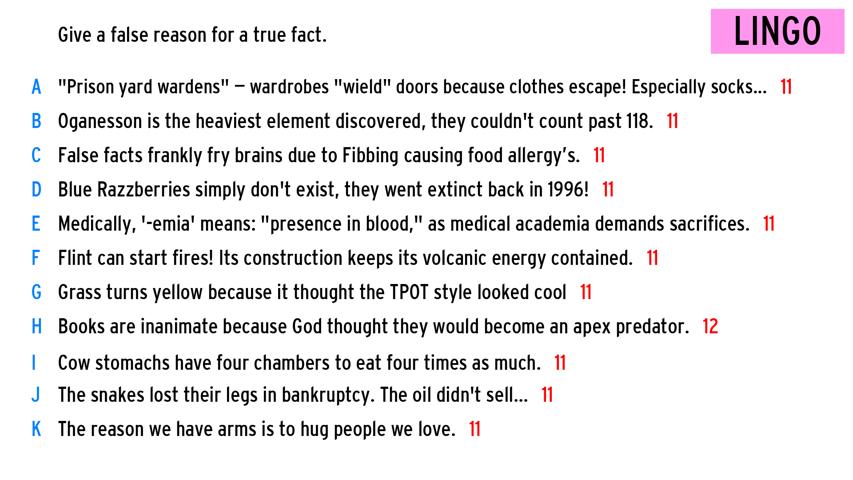 Give a false reason for a true fact.
LINGO
A "Prison yard wardens" – wardrobes "wield" doors because clothes escape! Especially socks... 11
B Oganesson is the heaviest element discovered, they couldn't count past 118. 11
C False facts frankly fry brains due to Fibbing causing food allergy's. 11
D Blue Razzberries simply don't exist, they went extinct back in 1996! 11
E Medically, '-emia' means: "presence in blood," as medical academia demands sacrifices. 11
F Flint can start fires! Its construction keeps its volcanic energy contained. 11
G Grass turns yellow because it thought the TPOT style looked cool 11
H Books are inanimate because God thought they would become an apex predator. 12
I Cow stomachs have four chambers to eat four times as much. 11
J The snakes lost their legs in bankruptcy. The oil didn't sell... 11
K The reason we have arms is to hug people we love. 11